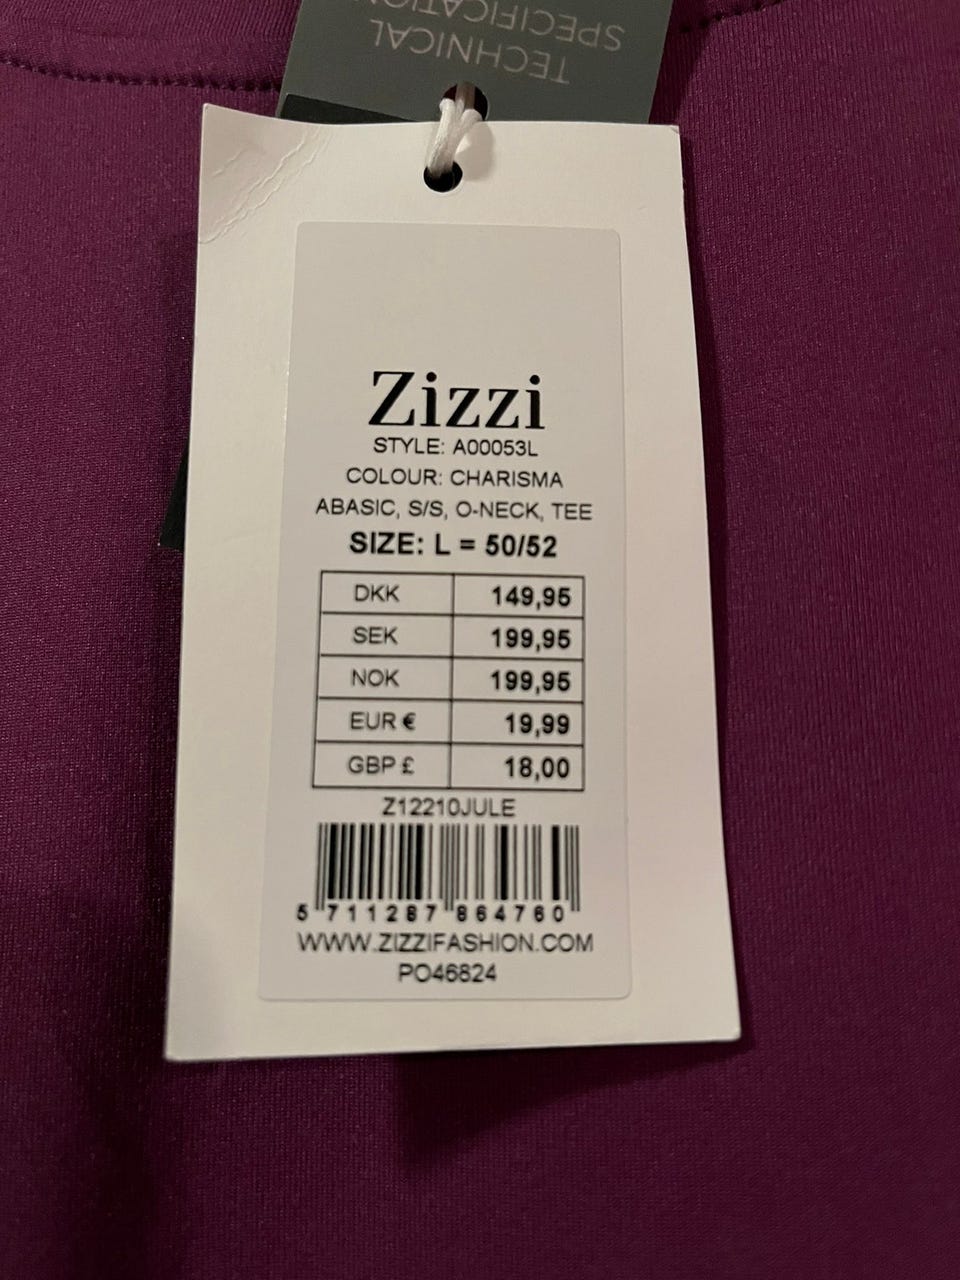 TECHNICAL
SPECIFICATION
Zizzi
STYLE: A00053L
COLOUR: CHARISMA
ABASIC, S/S, O-NECK, TEE
SIZE: L = 50/52
DKK 149,95
SEK 199,95
NOK 199,95
EUR € 19,99
GBP £ 18,00
Z12210JULE
5 711287 864760
WWW.ZIZZIFASHION.COM
PO46824